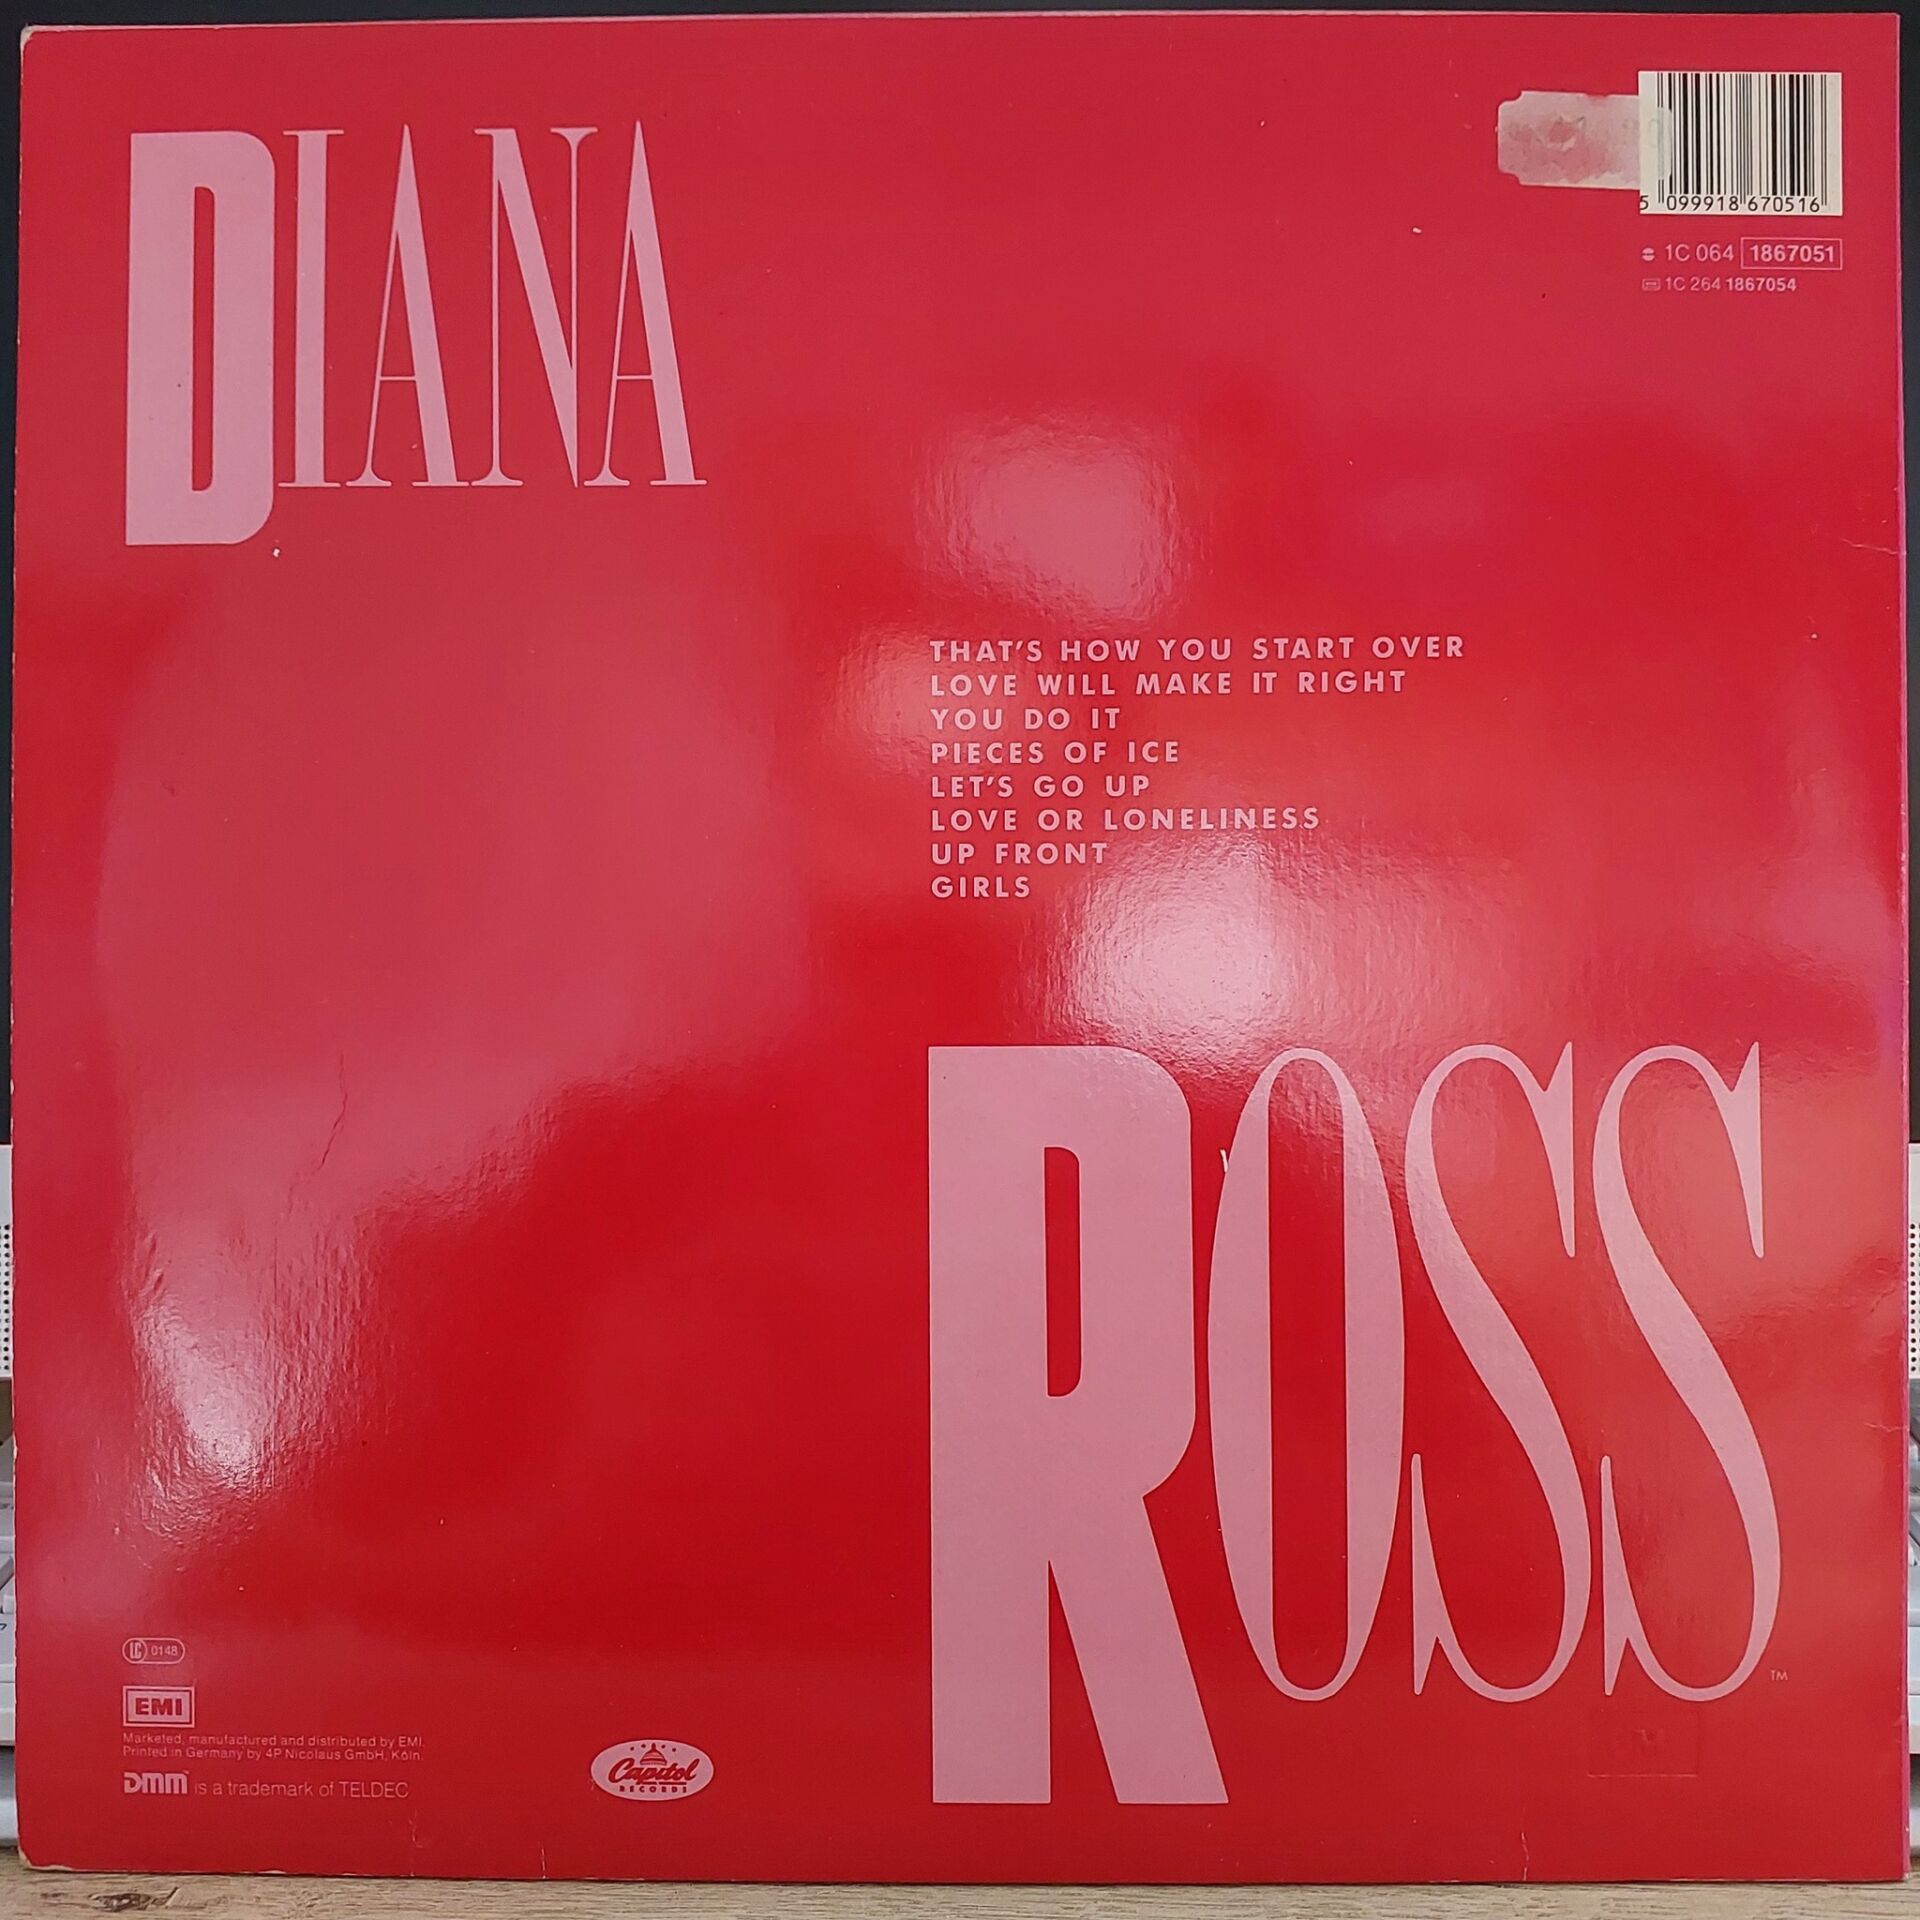 DIANA
5 099918 670516
1C 064 1867051
1C 264 1867054
THAT'S HOW YOU START OVER
LOVE WILL MAKE IT RIGHT
YOU DO IT
PIECES OF ICE
LET'S GO UP
LOVE OR LONELINESS
UP FRONT
GIRLS
ROSS
TM
LC 0148
EMI
Marketed, manufactured and distributed by EMI.
Printed in Germany by 4P Nicolaus GmbH, Köln.
DMM is a trademark of TELDEC
Capitol
RECORDS